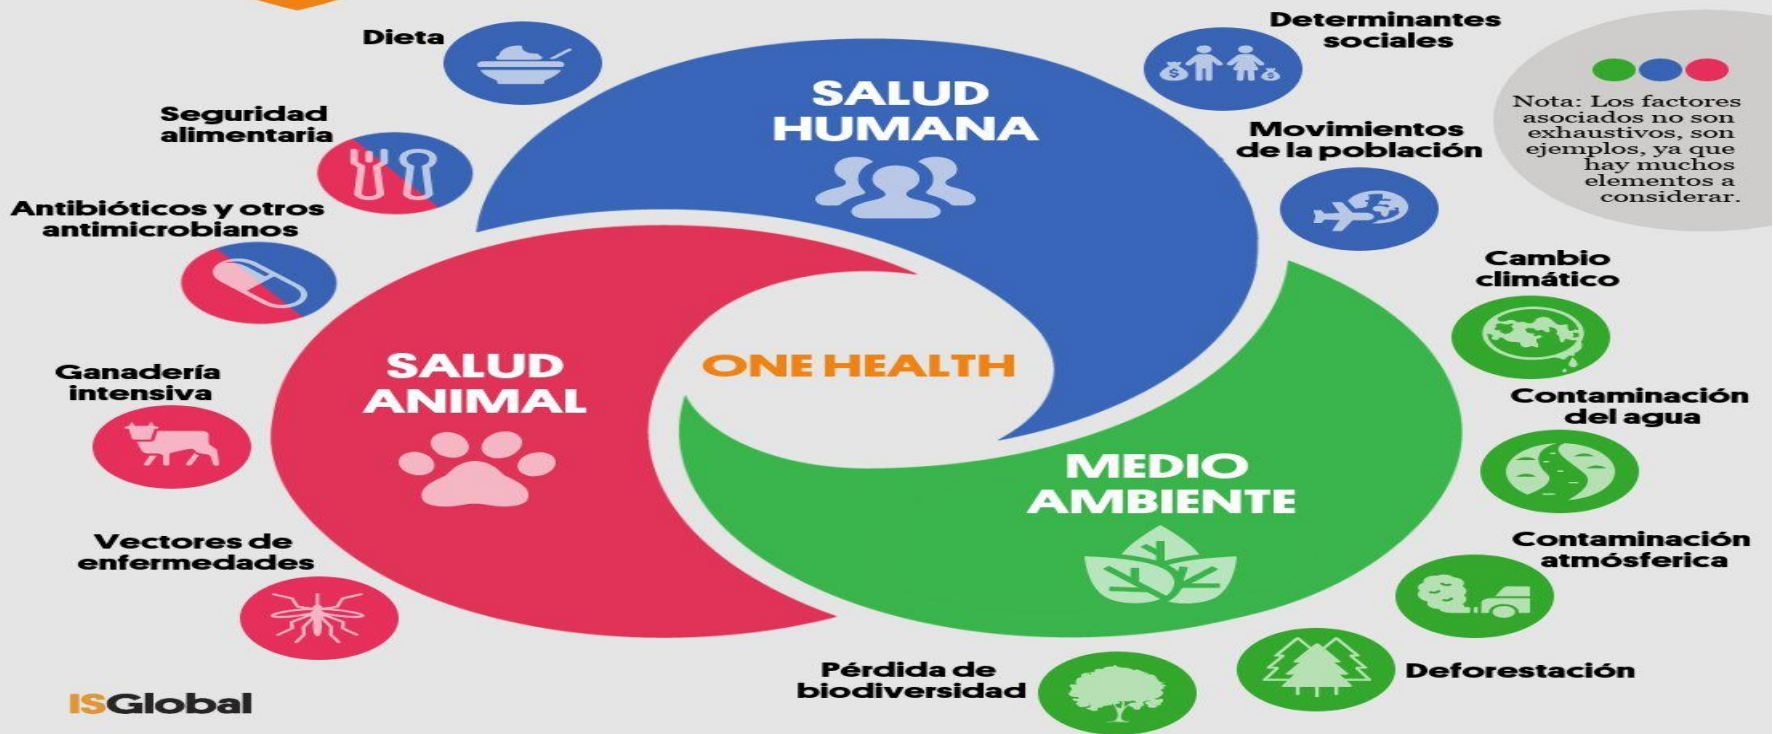 Dieta
Seguridad
alimentaria
Antibióticos y otros
antimicrobianos
Ganadería
intensiva
Vectores de
enfermedades
SALUD
HUMANA
SALUD
ANIMAL
ONE HEALTH
MEDIO
AMBIENTE
Determinantes
sociales
Movimientos
de la población
Nota: Los factores
asociados no son
exhaustivos, son
ejemplos, ya que
hay muchos
elementos a
considerar.
Cambio
climático
Contaminación
del agua
Contaminación
atmósferica
Deforestación
Pérdida de
biodiversidad
ISGlobal